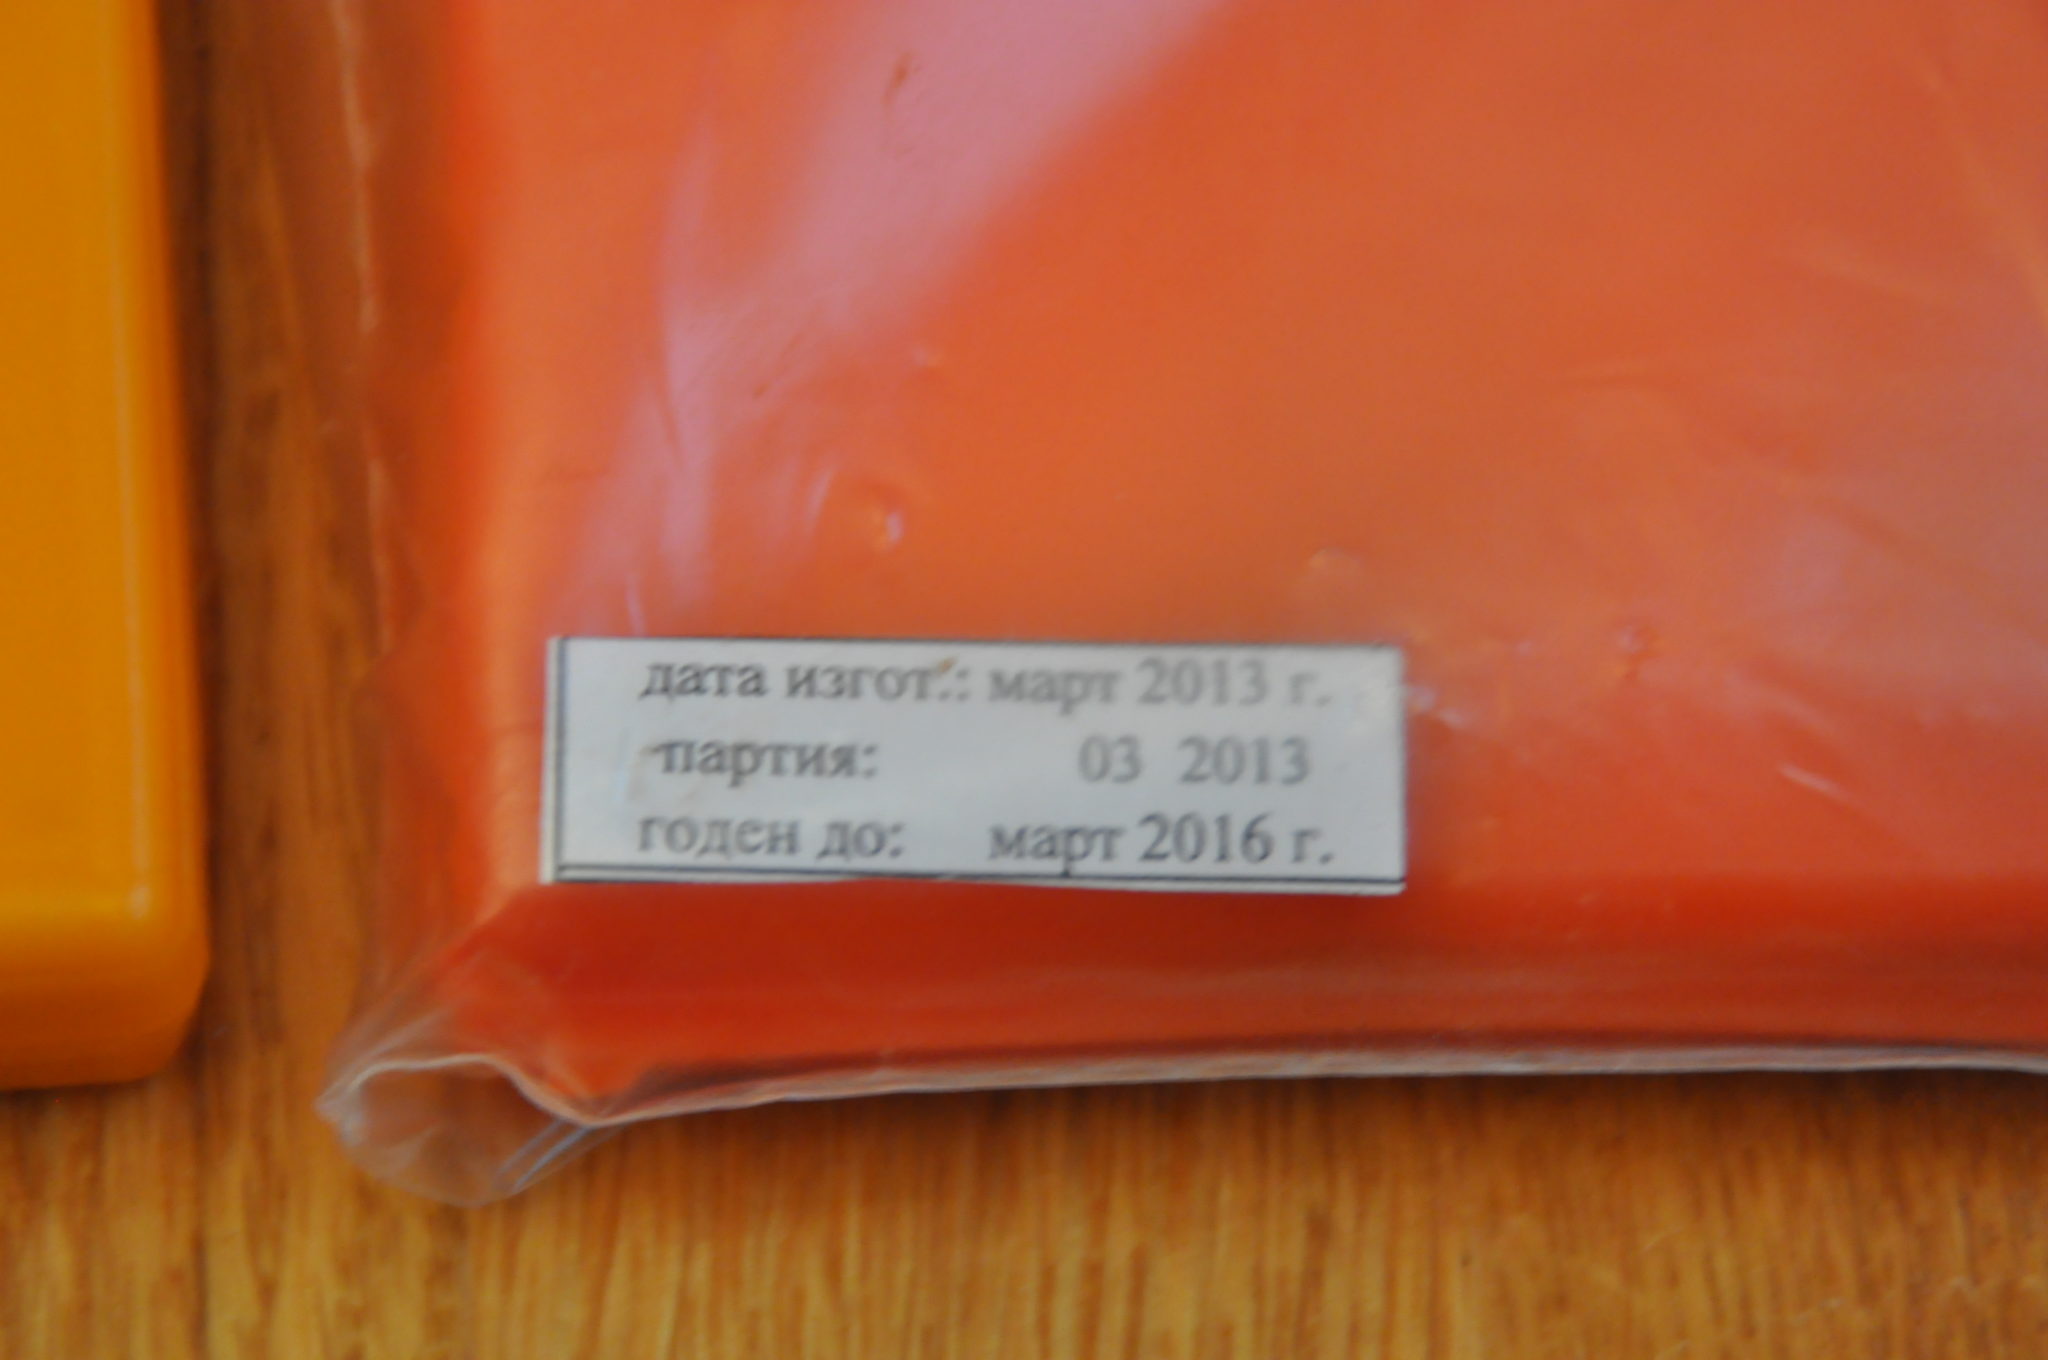 дата изгот.: март 2013 г.
партия: 03 2013
годен до: март 2016 г.